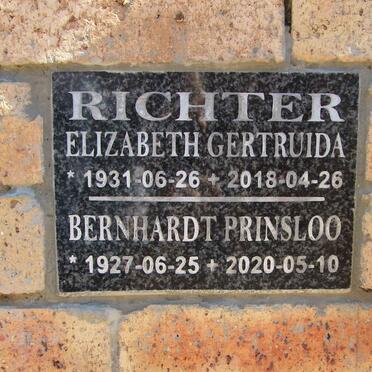 RICHTER
ELIZABETH GERTRUIDA
* 1931-06-26 + 2018-04-26
BERNHARDT PRINSLOO
* 1927-06-25 + 2020-05-10